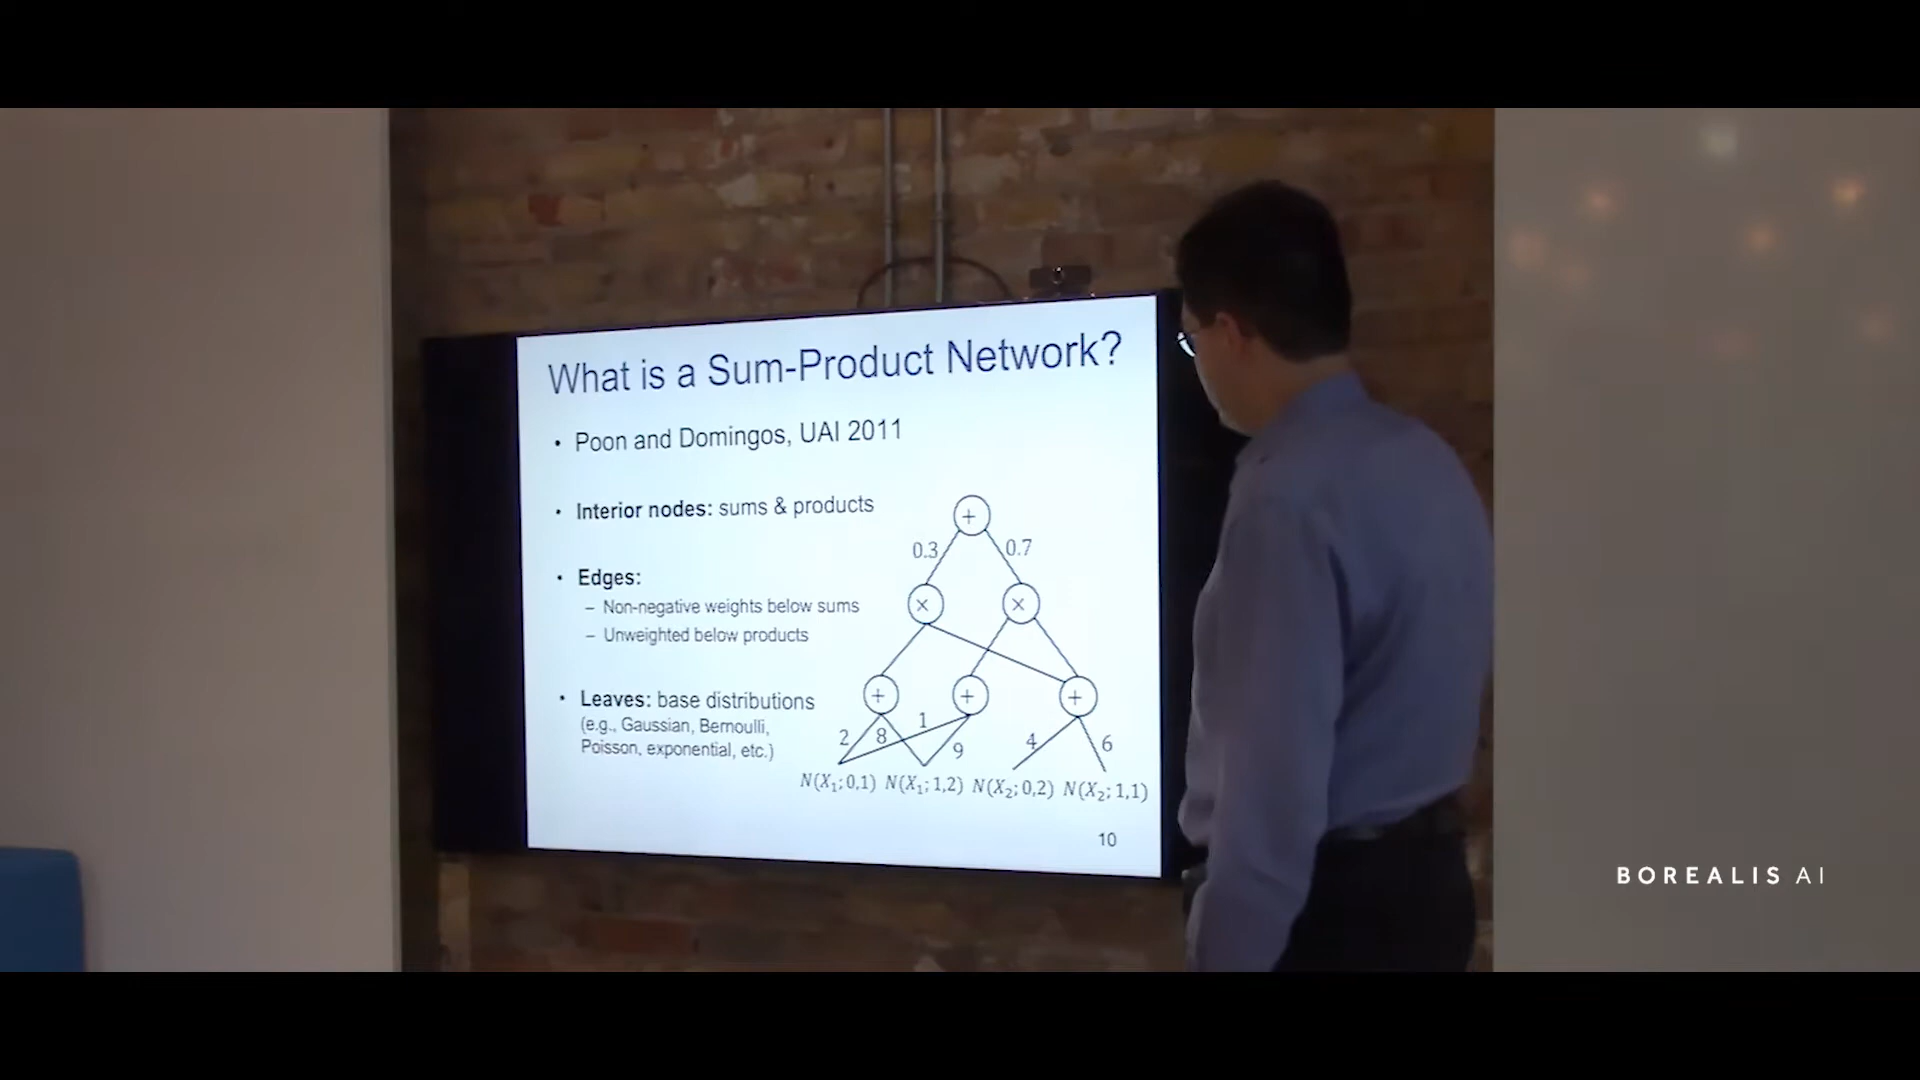 What is a Sum-Product Network?
• Poon and Domingos, UAI 2011
• Interior nodes: sums & products
• Edges:
– Non-negative weights below sums
– Unweighted below products
• Leaves: base distributions
(e.g., Gaussian, Bernoulli,
Poisson, exponential, etc.)
+
0.3 0.7
× ×
+ + +
2 8 1 9 4 6
N(X₁; 0,1) N(X₁; 1,2) N(X₂; 0,2) N(X₂; 1,1)
10
BOREALIS AI